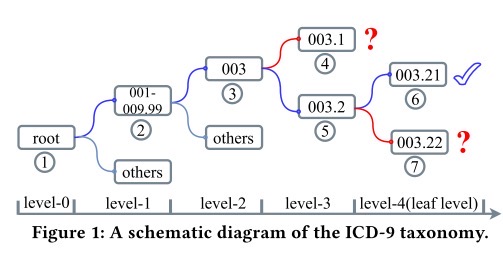 003.1 ?
④
003
③
001-
009.99
②
003.21
⑥
003.2
⑤
root
①
others
003.22 ?
⑦
others
level-0 level-1 level-2 level-3 level-4(leaf level)
Figure 1: A schematic diagram of the ICD-9 taxonomy.